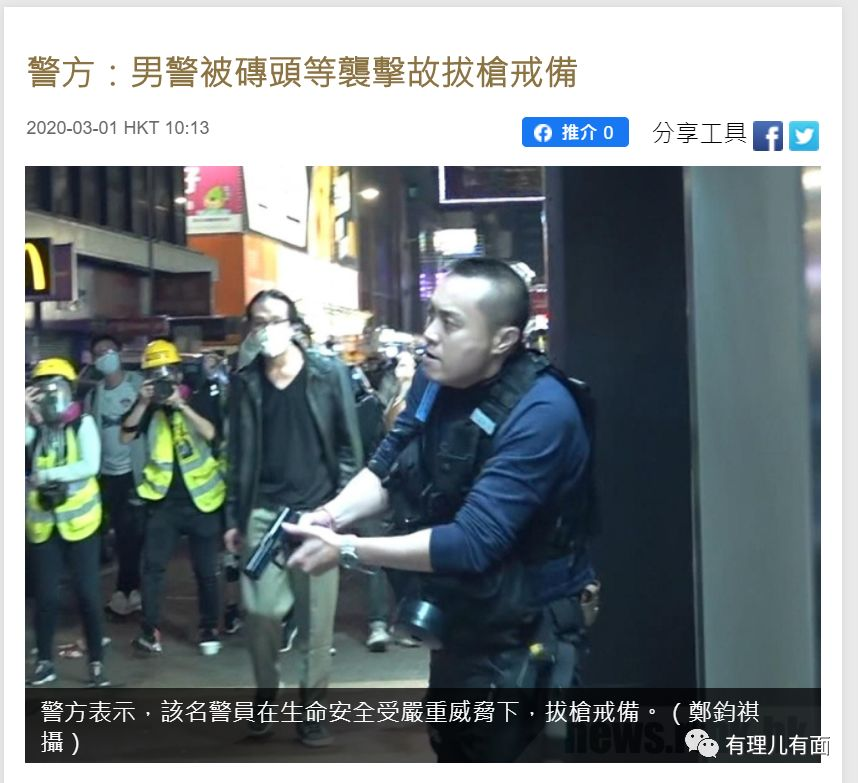 警方：男警被磚頭等襲擊故拔槍戒備
2020-03-01 HKT 10:13
推介 0
分享工具
警方表示，該名警員在生命安全受嚴重威脅下，拔槍戒備。（鄭鈞祺
攝）
有理儿有面